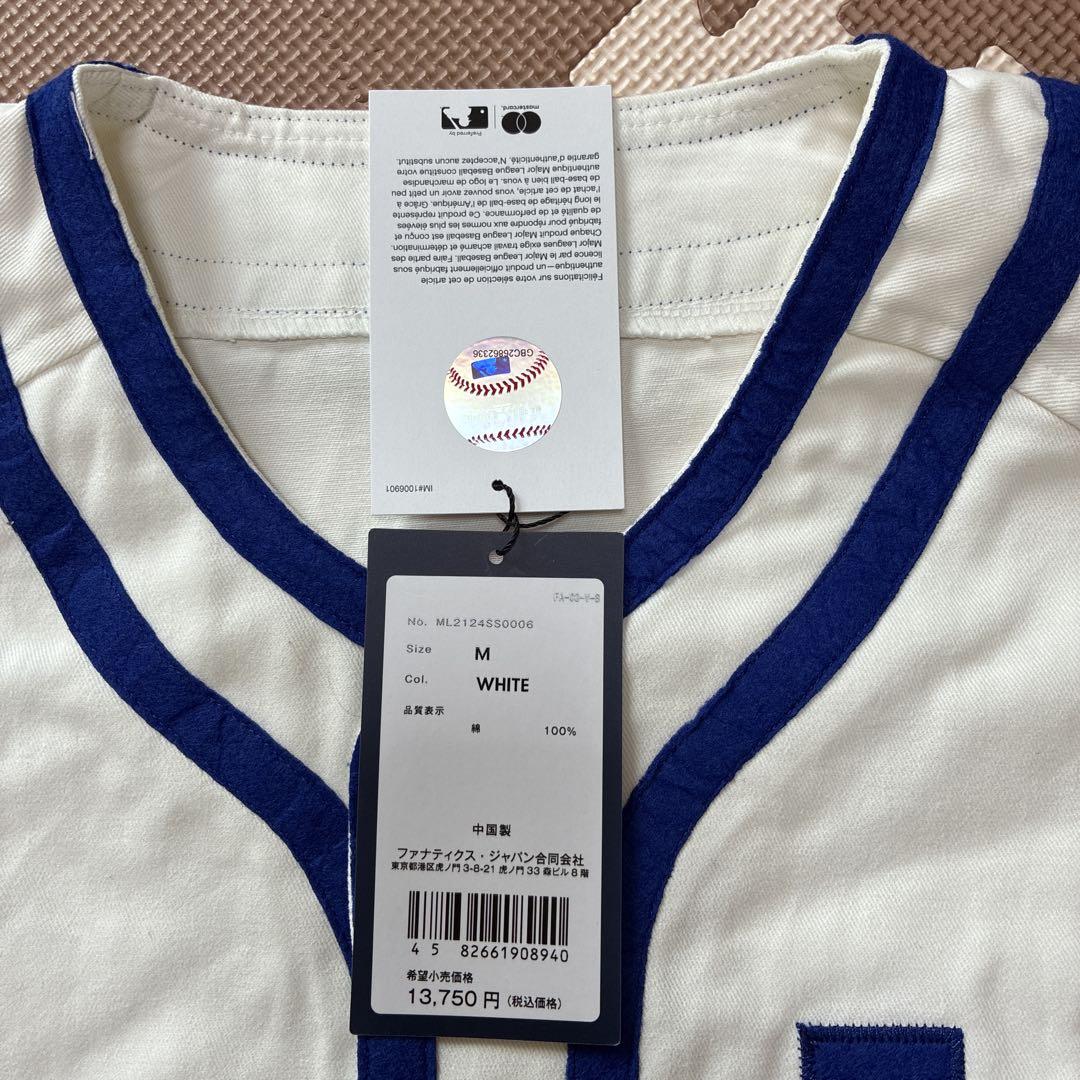 Félicitations sur votre sélection de cet article
authentique—un produit officiellement fabriqué sous
licence par le Major League Baseball. Faire partie des
Major Leagues exige travail acharné et détermination.
Chaque produit Major League Baseball est conçu et
fabriqué pour répondre aux normes les plus élevées
de qualité et de performance. Ce produit représente
le long héritage de base-ball de l'Amérique. Grâce à
l'achat de cet article, vous pouvez avoir un petit peu
de base-ball bien à vous. Le logo de marchandise
authentique Major League Baseball constitue votre
garantie d'authenticité. N'acceptez aucun substitut.
Preferred by
mastercard.
GBC26862336
IM#1006901
FA-03-Y-S
No. ML2124SS0006
Size M
Col. WHITE
品質表示
綿 100%
中国製
ファナティクス・ジャパン合同会社
東京都港区虎ノ門 3-8-21 虎ノ門 33 森ビル 8 階
4 5 82661908940
希望小売価格
13,750 円 (税込価格)